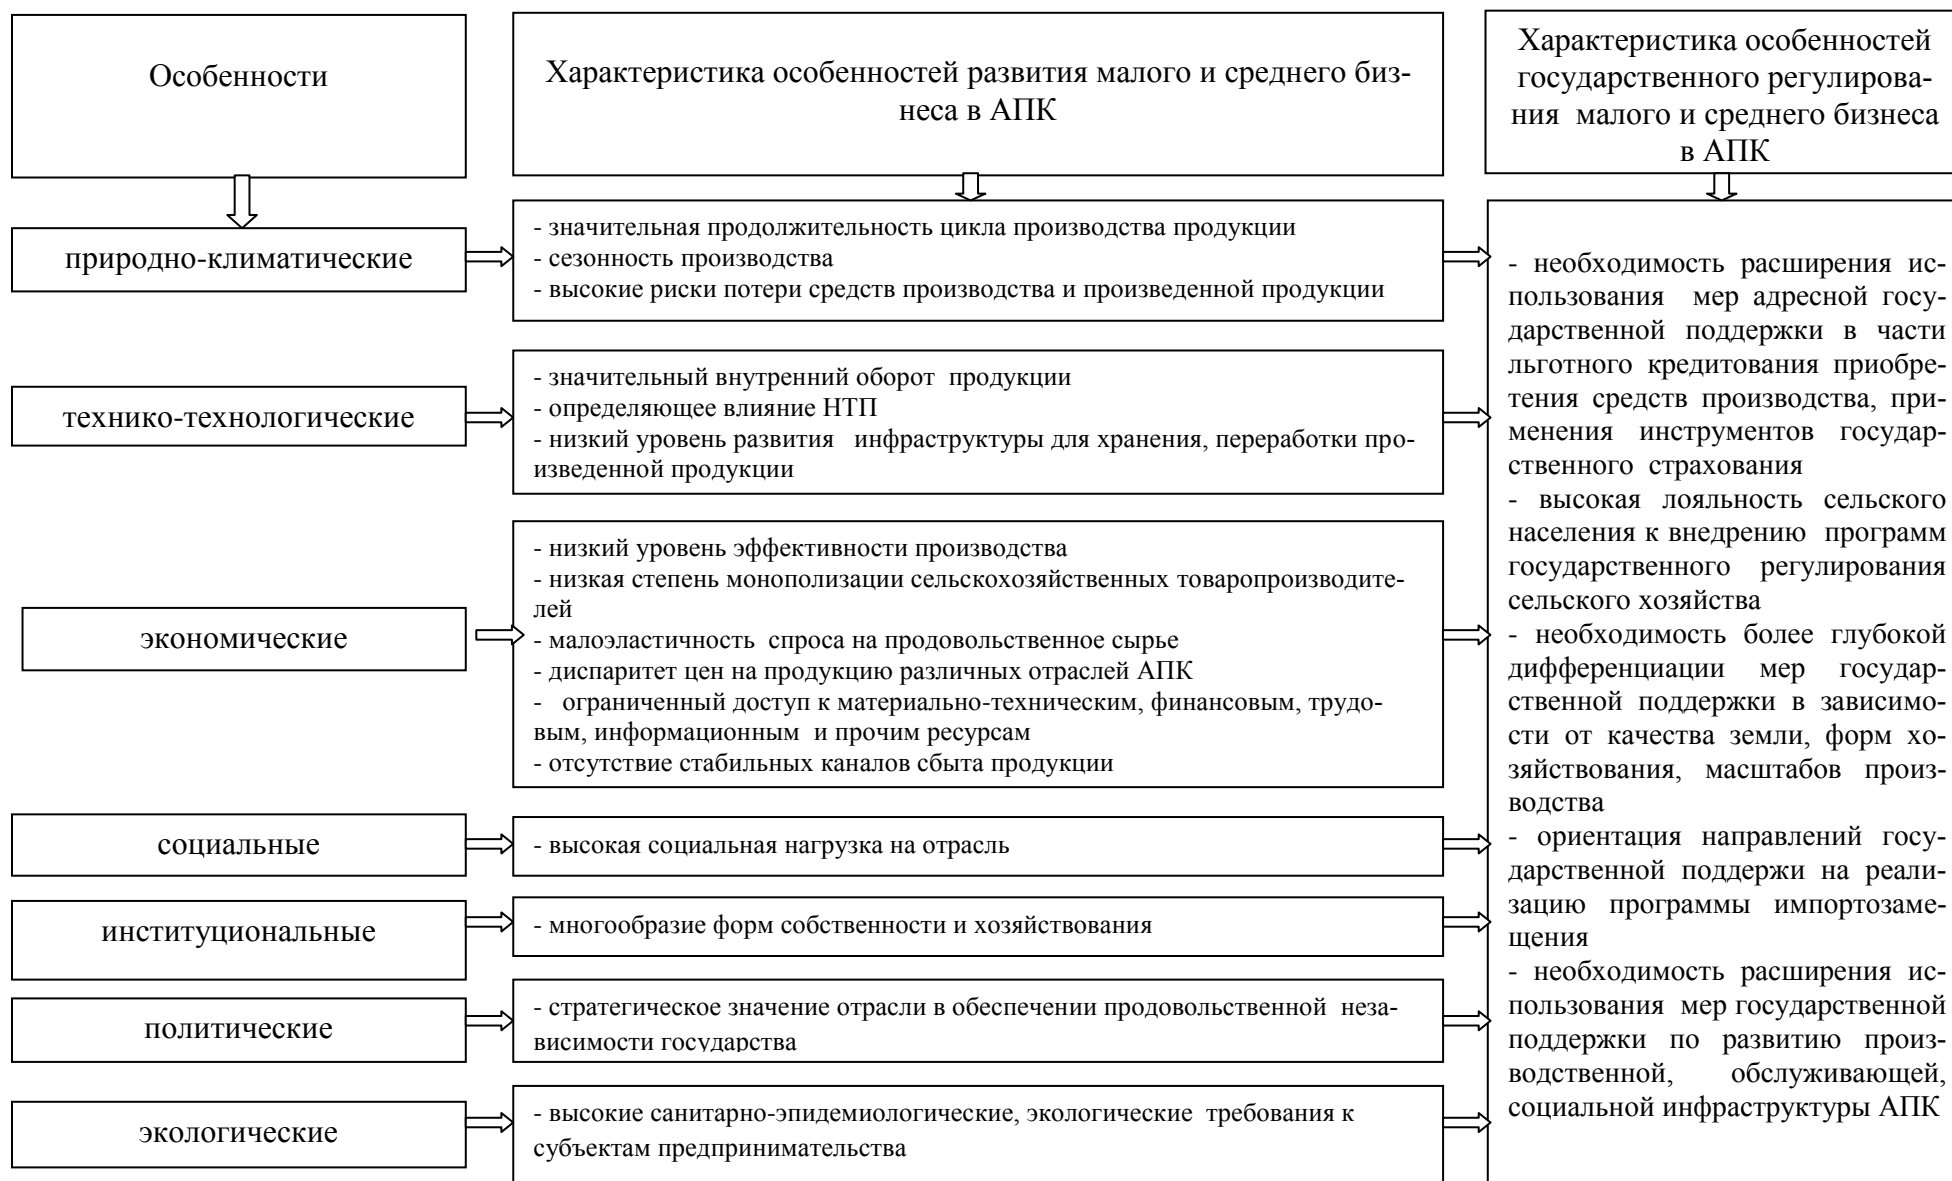 Особенности
Характеристика особенностей развития малого и среднего биз-
неса в АПК
Характеристика особенностей
государственного регулирова-
ния малого и среднего бизнеса
в АПК
природно-климатические
- значительная продолжительность цикла производства продукции
- сезонность производства
- высокие риски потери средств производства и произведенной продукции
технико-технологические
- значительный внутренний оборот продукции
- определяющее влияние НТП
- низкий уровень развития инфраструктуры для хранения, переработки про-
изведенной продукции
экономические
- низкий уровень эффективности производства
- низкая степень монополизации сельскохозяйственных товаропроизводите-
лей
- малоэластичность спроса на продовольственное сырье
- диспаритет цен на продукцию различных отраслей АПК
- ограниченный доступ к материально-техническим, финансовым, трудо-
вым, информационным и прочим ресурсам
- отсутствие стабильных каналов сбыта продукции
социальные
- высокая социальная нагрузка на отрасль
институциональные
- многообразие форм собственности и хозяйствования
политические
- стратегическое значение отрасли в обеспечении продовольственной неза-
висимости государства
экологические
- высокие санитарно-эпидемиологические, экологические требования к
субъектам предпринимательства
- необходимость расширения ис-
пользования мер адресной госу-
дарственной поддержки в части
льготного кредитования приобре-
тения средств производства, при-
менения инструментов государ-
ственного страхования
- высокая лояльность сельского
населения к внедрению программ
государственного регулирования
сельского хозяйства
- необходимость более глубокой
дифференциации мер государ-
ственной поддержки в зависимо-
сти от качества земли, форм хо-
зяйствования, масштабов произ-
водства
- ориентация направлений госу-
дарственной поддержи на реали-
зацию программы импортозаме-
щения
- необходимость расширения ис-
пользования мер государственной
поддержки по развитию произ-
водственной, обслуживающей,
социальной инфраструктуры АПК